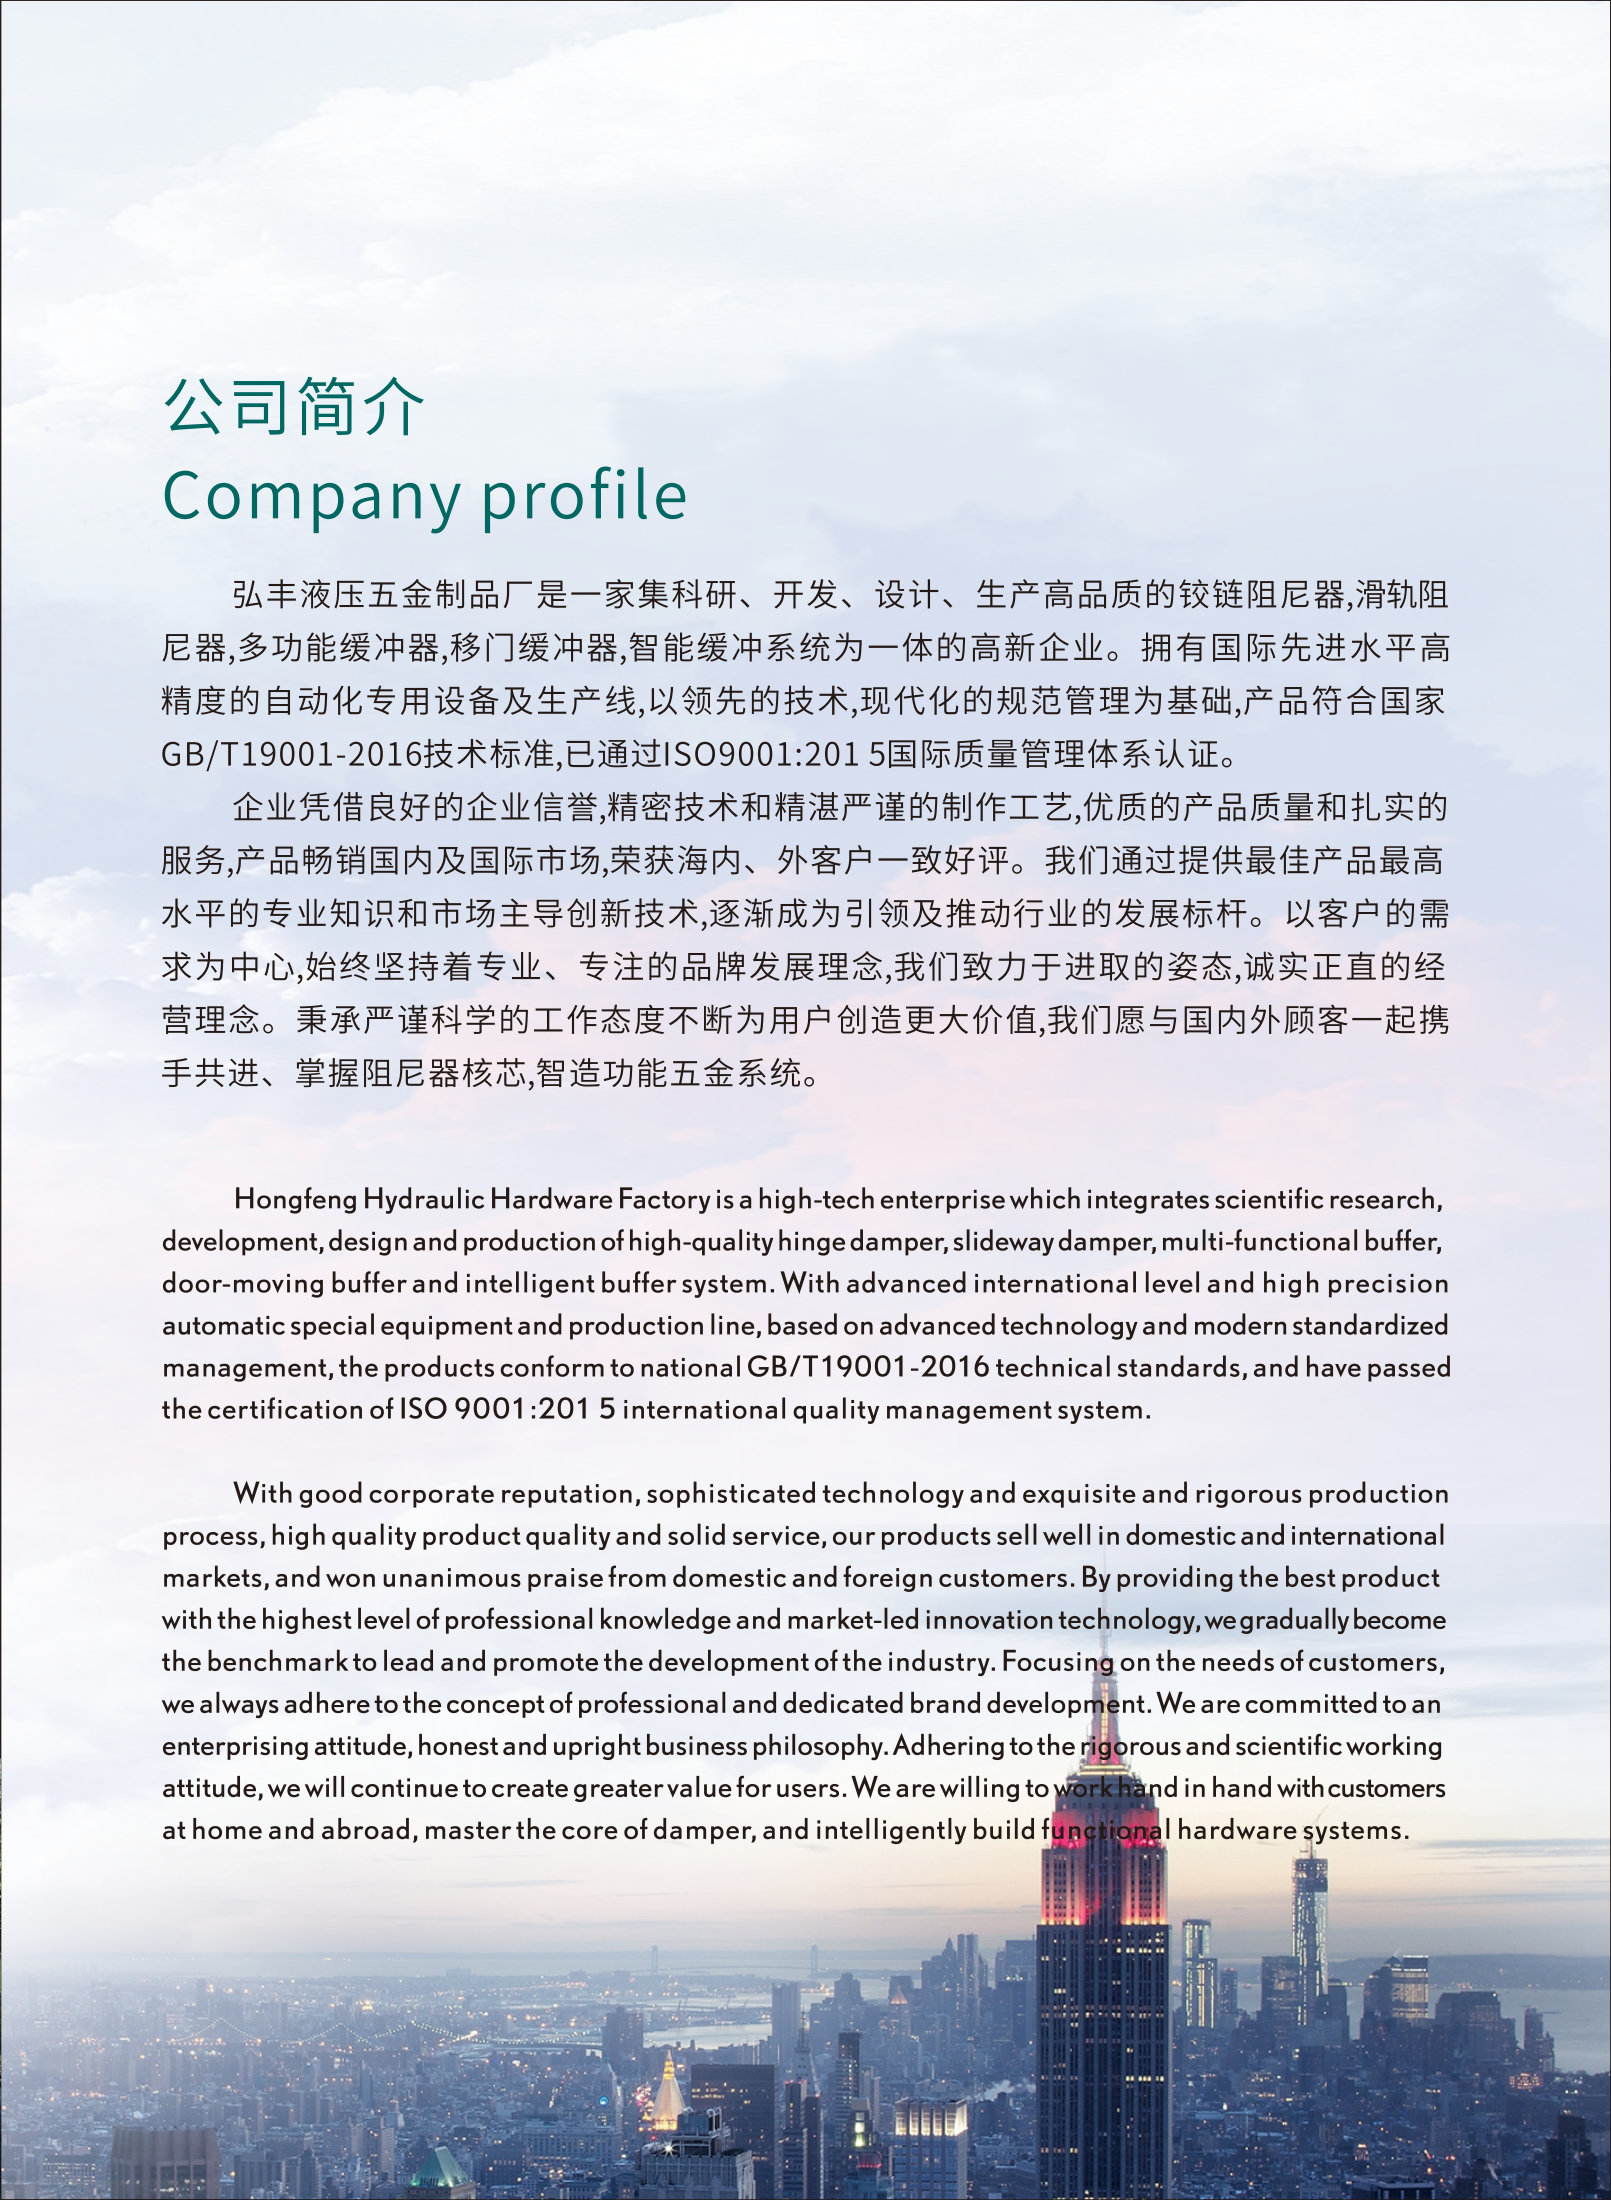 公司简介
Company profile
弘丰液压五金制品厂是一家集科研、开发、设计、生产高品质的铰链阻尼器,滑轨阻
尼器,多功能缓冲器,移门缓冲器,智能缓冲系统为一体的高新企业。拥有国际先进水平高
精度的自动化专用设备及生产线,以领先的技术,现代化的规范管理为基础,产品符合国家
GB/T19001-2016技术标准,已通过ISO9001:201 5国际质量管理体系认证。
企业凭借良好的企业信誉,精密技术和精湛严谨的制作工艺,优质的产品质量和扎实的
服务,产品畅销国内及国际市场,荣获海内、外客户一致好评。我们通过提供最佳产品最高
水平的专业知识和市场主导创新技术,逐渐成为引领及推动行业的发展标杆。以客户的需
求为中心,始终坚持着专业、专注的品牌发展理念,我们致力于进取的姿态,诚实正直的经
营理念。秉承严谨科学的工作态度不断为用户创造更大价值,我们愿与国内外顾客一起携
手共进、掌握阻尼器核芯,智造功能五金系统。
Hongfeng Hydraulic Hardware Factory is a high-tech enterprise which integrates scientific research,
development, design and production of high-quality hinge damper, slideway damper, multi-functional buffer,
door-moving buffer and intelligent buffer system. With advanced international level and high precision
automatic special equipment and production line, based on advanced technology and modern standardized
management, the products conform to national GB/T19001-2016 technical standards, and have passed
the certification of ISO 9001:201 5 international quality management system.
With good corporate reputation, sophisticated technology and exquisite and rigorous production
process, high quality product quality and solid service, our products sell well in domestic and international
markets, and won unanimous praise from domestic and foreign customers. By providing the best product
with the highest level of professional knowledge and market-led innovation technology, we gradually become
the benchmark to lead and promote the development of the industry. Focusing on the needs of customers,
we always adhere to the concept of professional and dedicated brand development. We are committed to an
enterprising attitude, honest and upright business philosophy. Adhering to the rigorous and scientific working
attitude, we will continue to create greater value for users. We are willing to work hand in hand with customers
at home and abroad, master the core of damper, and intelligently build functional hardware systems.